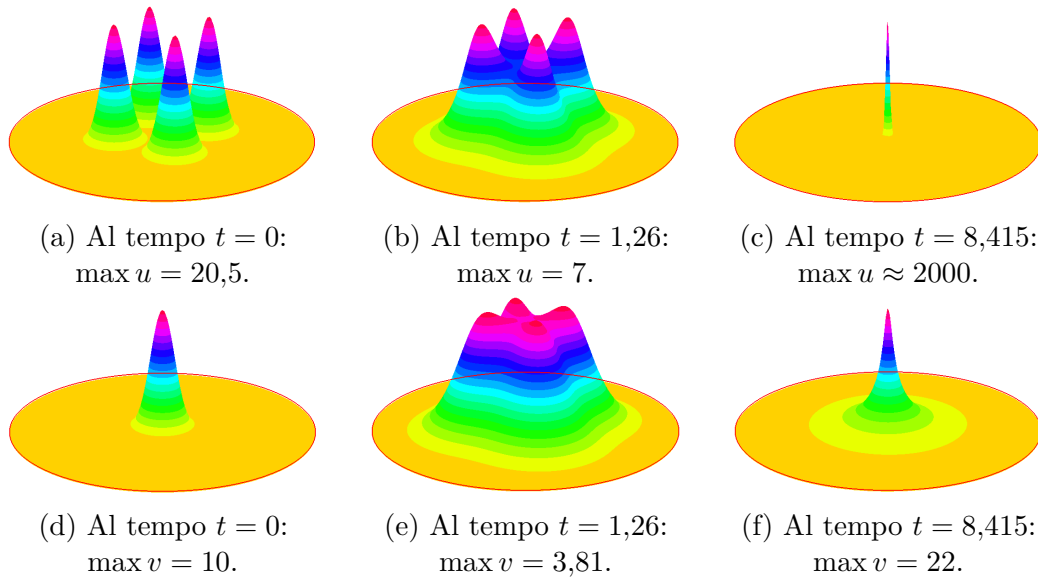 (a) Al tempo t = 0:
max u = 20,5.
(b) Al tempo t = 1,26:
max u = 7.
(c) Al tempo t = 8,415:
max u ≈ 2000.
(d) Al tempo t = 0:
max v = 10.
(e) Al tempo t = 1,26:
max v = 3,81.
(f) Al tempo t = 8,415:
max v = 22.